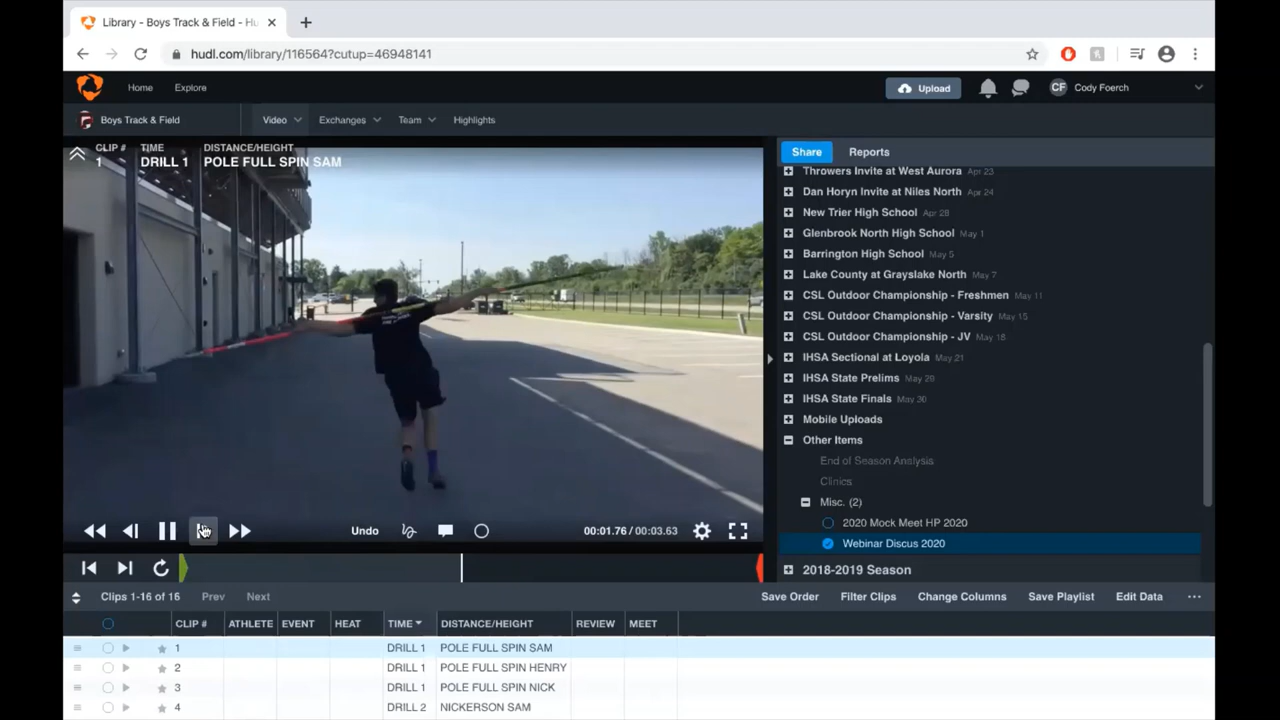 Library - Boys Track & Field - Hu
hudl.com/library/116564?cutup=46948141
Home Explore Upload CF Cody Foerch
Boys Track & Field Video Exchanges Team Highlights
CLIP # TIME DISTANCE/HEIGHT
1 DRILL 1 POLE FULL SPIN SAM
Share Reports
Throwers Invite at West Aurora Apr 23
Dan Horyn Invite at Niles North Apr 24
New Trier High School Apr 28
Glenbrook North High School May 1
Barrington High School May 5
Lake County at Grayslake North May 7
CSL Outdoor Championship - Freshmen May 11
CSL Outdoor Championship - Varsity May 15
CSL Outdoor Championship - JV May 18
IHSA Sectional at Loyola May 21
IHSA State Prelims May 29
IHSA State Finals May 30
Mobile Uploads
Other Items
End of Season Analysis
Clinics
Misc. (2)
2020 Mock Meet HP 2020
Webinar Discus 2020
2018-2019 Season
Undo 00:01.76 / 00:03.63
Clips 1-16 of 16 Prev Next Save Order Filter Clips Change Columns Save Playlist Edit Data
CLIP # ATHLETE EVENT HEAT TIME DISTANCE/HEIGHT REVIEW MEET
1 DRILL 1 POLE FULL SPIN SAM
2 DRILL 1 POLE FULL SPIN HENRY
3 DRILL 1 POLE FULL SPIN NICK
4 DRILL 2 NICKERSON SAM